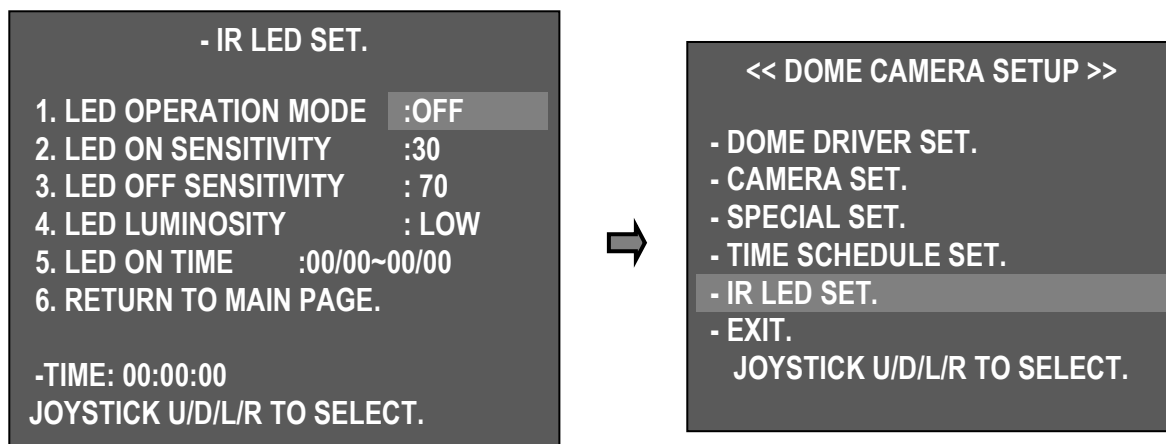 - IR LED SET.
1. LED OPERATION MODE :OFF
2. LED ON SENSITIVITY :30
3. LED OFF SENSITIVITY : 70
4. LED LUMINOSITY : LOW
5. LED ON TIME :00/00~00/00
6. RETURN TO MAIN PAGE.
-TIME: 00:00:00
JOYSTICK U/D/L/R TO SELECT.
<< DOME CAMERA SETUP >>
- DOME DRIVER SET.
- CAMERA SET.
- SPECIAL SET.
- TIME SCHEDULE SET.
- IR LED SET.
- EXIT.
JOYSTICK U/D/L/R TO SELECT.